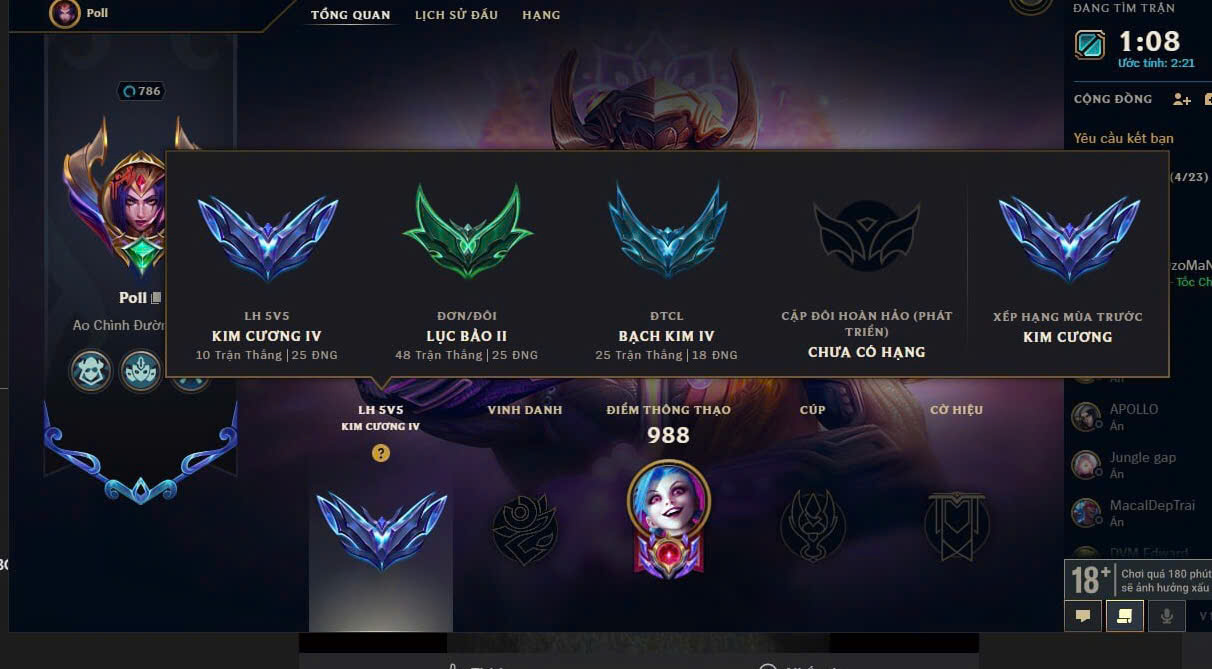 Poll
TỔNG QUAN
LỊCH SỬ ĐẤU
HẠNG
ĐANG TÌM TRẬN
1:08
Ước tính: 2:21
CỘNG ĐỒNG
Yêu cầu kết bạn
(4/23)
786
Poll
Ao Chình
LH 5V5
KIM CƯƠNG IV
10 Trận Thắng | 25 ĐNG
ĐƠN/ĐÔI
LỤC BẢO II
48 Trận Thắng | 25 ĐNG
ĐTCL
BẠCH KIM IV
25 Trận Thắng | 18 ĐNG
CẶP ĐÔI HOÀN HẢO (PHÁT
TRIỂN)
CHƯA CÓ HẠNG
XẾP HẠNG MÙA TRƯỚC
KIM CƯƠNG
LH 5V5
KIM CƯƠNG IV
?
VINH DANH
ĐIỂM THÔNG THẠO
988
CÚP
CỜ HIỆU
Ẩn
APOLLO
Ẩn
Jungle gap
Ẩn
MacalDepTrai
Ẩn
DVM Edward
18+
Chơi quá 180 phút
sẽ ảnh hưởng xấu